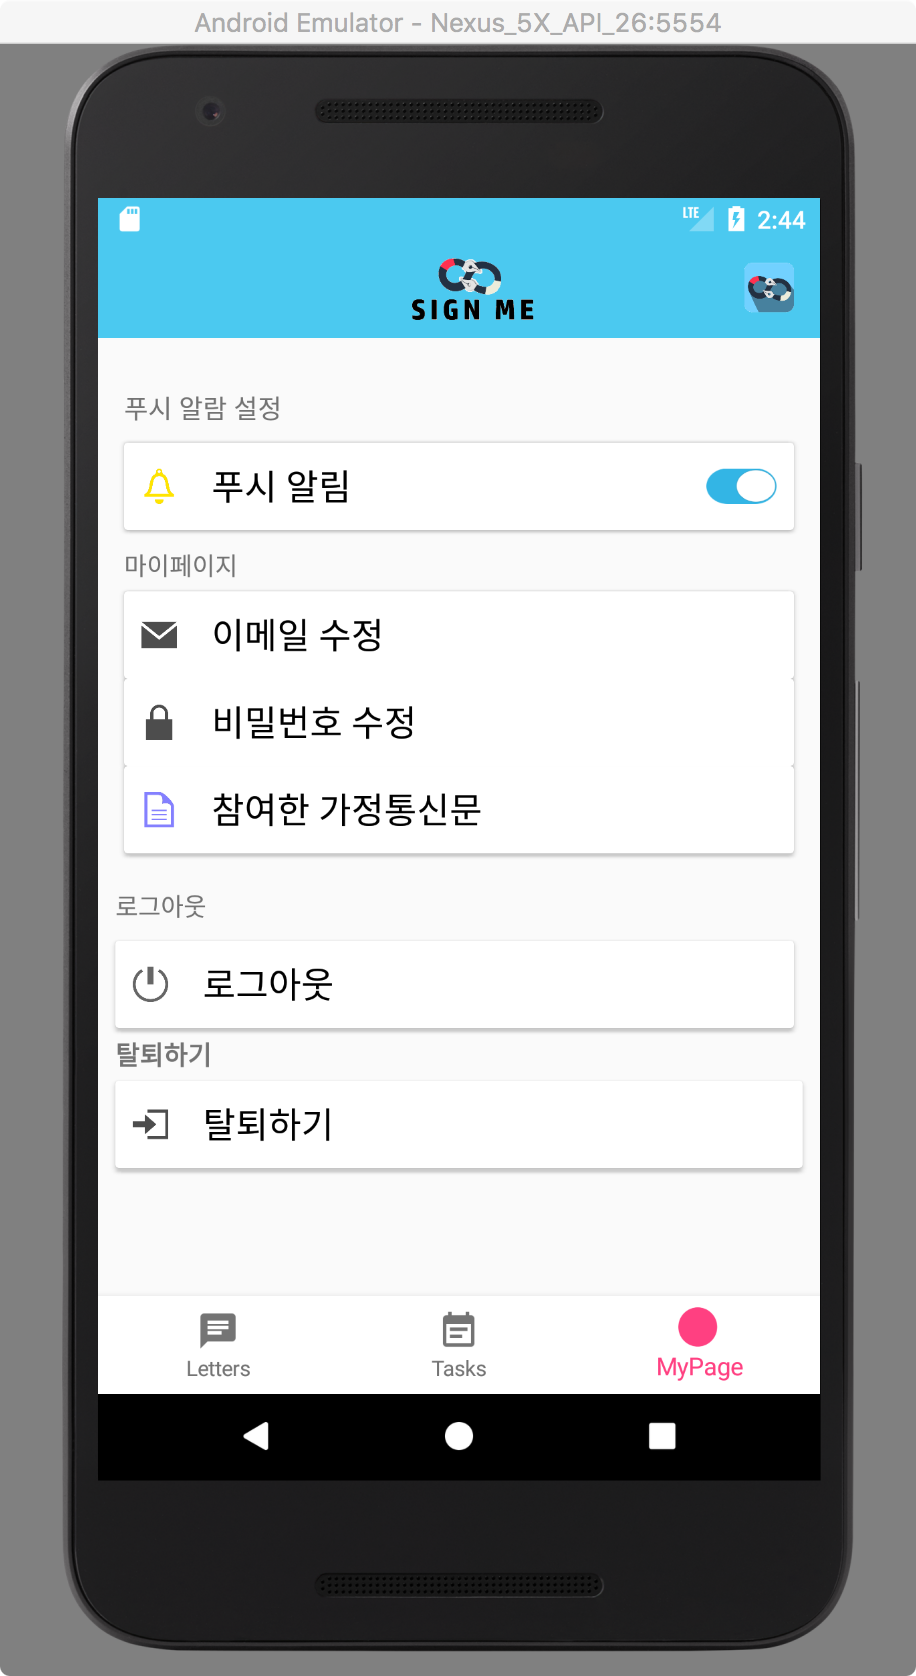 Android Emulator - Nexus_5X_API_26:5554
LTE 2:44
SIGN ME
푸시 알람 설정
푸시 알림
마이페이지
이메일 수정
비밀번호 수정
참여한 가정통신문
로그아웃
로그아웃
탈퇴하기
탈퇴하기
Letters Tasks MyPage